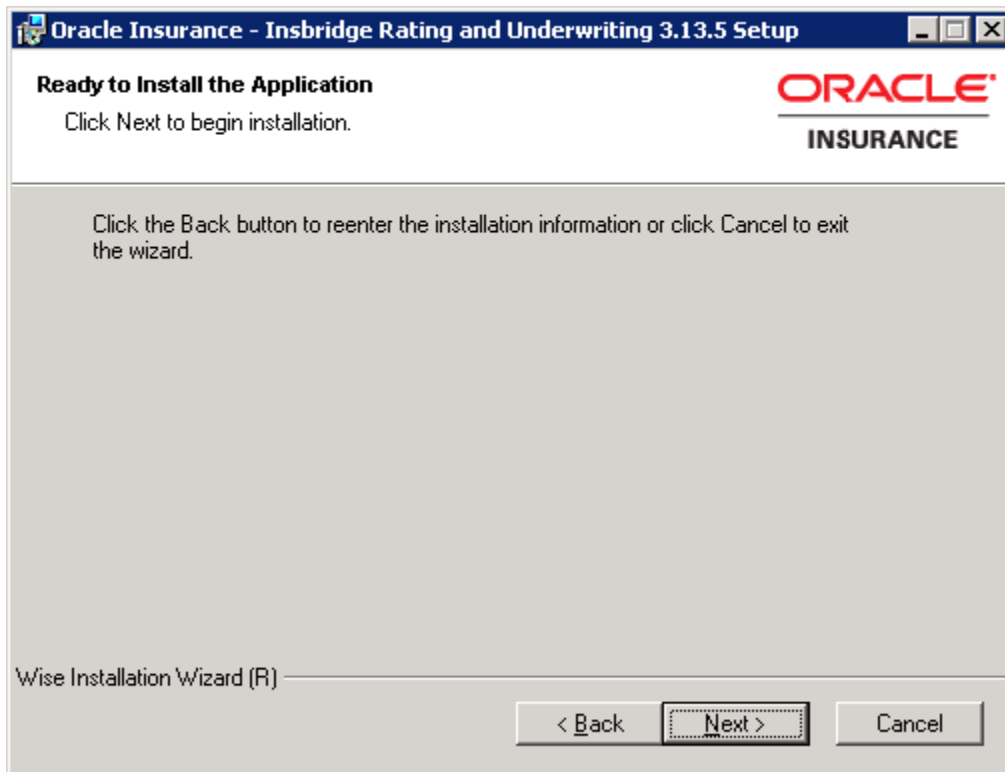 Oracle Insurance - Insbridge Rating and Underwriting 3.13.5 Setup
Ready to Install the Application
Click Next to begin installation.
ORACLE
INSURANCE
Click the Back button to reenter the installation information or click Cancel to exit
the wizard.
Wise Installation Wizard (R)
< Back
Next >
Cancel